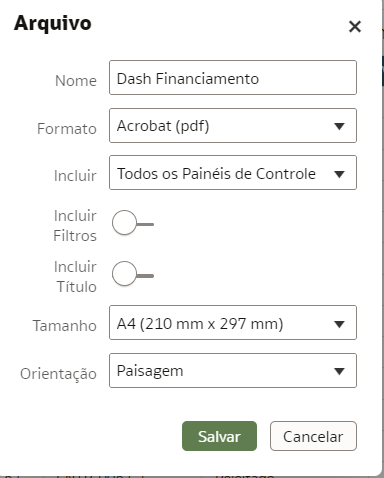 Arquivo
Nome Dash Financiamento
Formato Acrobat (pdf)
Incluir Todos os Painéis de Controle
Incluir
Filtros
Incluir
Título
Tamanho A4 (210 mm x 297 mm)
Orientação Paisagem
Salvar Cancelar